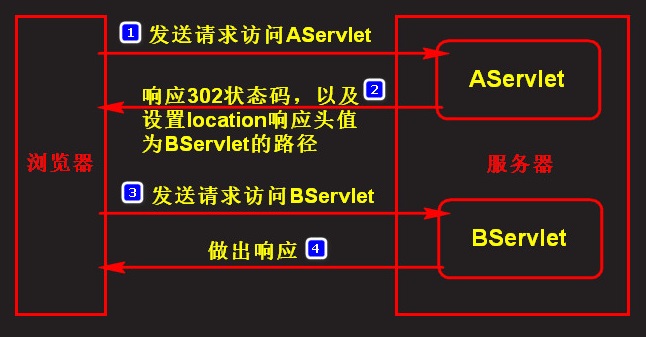 1 发送请求访问AServlet
AServlet
响应302状态码，以及 2
设置location响应头值
为BServlet的路径
浏览器
服务器
3 发送请求访问BServlet
BServlet
做出响应 4